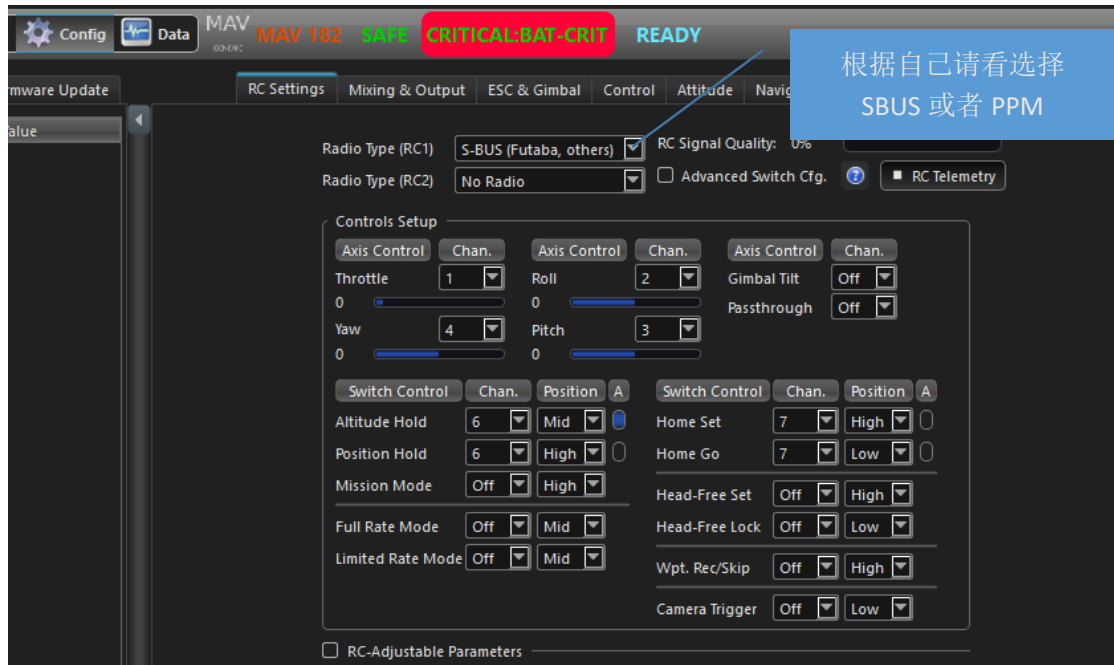 Config Data MAV MAV 182 SAFE CRITICAL:BAT-CRIT READY
GENERIC
根据自己请看选择
SBUS 或者 PPM
rmware Update
RC Settings Mixing & Output ESC & Gimbal Control Attitude Navig
alue
Radio Type (RC1) S-BUS (Futaba, others) RC Signal Quality: 0%
Radio Type (RC2) No Radio Advanced Switch Cfg. ? RC Telemetry
Controls Setup
Axis Control Chan. Axis Control Chan. Axis Control Chan.
Throttle 1 Roll 2 Gimbal Tilt Off
0 0 Passthrough Off
Yaw 4 Pitch 3
0 0
Switch Control Chan. Position A Switch Control Chan. Position A
Altitude Hold 6 Mid Home Set 7 High
Position Hold 6 High Home Go 7 Low
Mission Mode Off High Head-Free Set Off High
Full Rate Mode Off Mid Head-Free Lock Off Low
Limited Rate Mode Off Mid Wpt. Rec/Skip Off High
Camera Trigger Off Low
RC-Adjustable Parameters